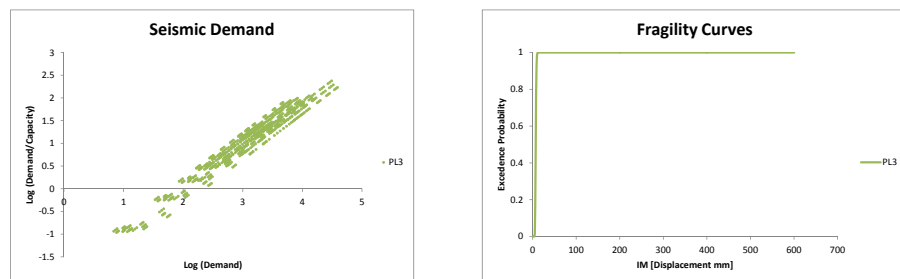 Seismic Demand
Log (Demand/Capacity)
3
2.5
2
1.5
1
0.5
0
-0.5
-1
-1.5
0 1 2 3 4 5
Log (Demand)
PL3
Fragility Curves
Excedence Probability
1
0.8
0.6
0.4
0.2
0
0 100 200 300 400 500 600 700
IM [Displacement mm]
PL3